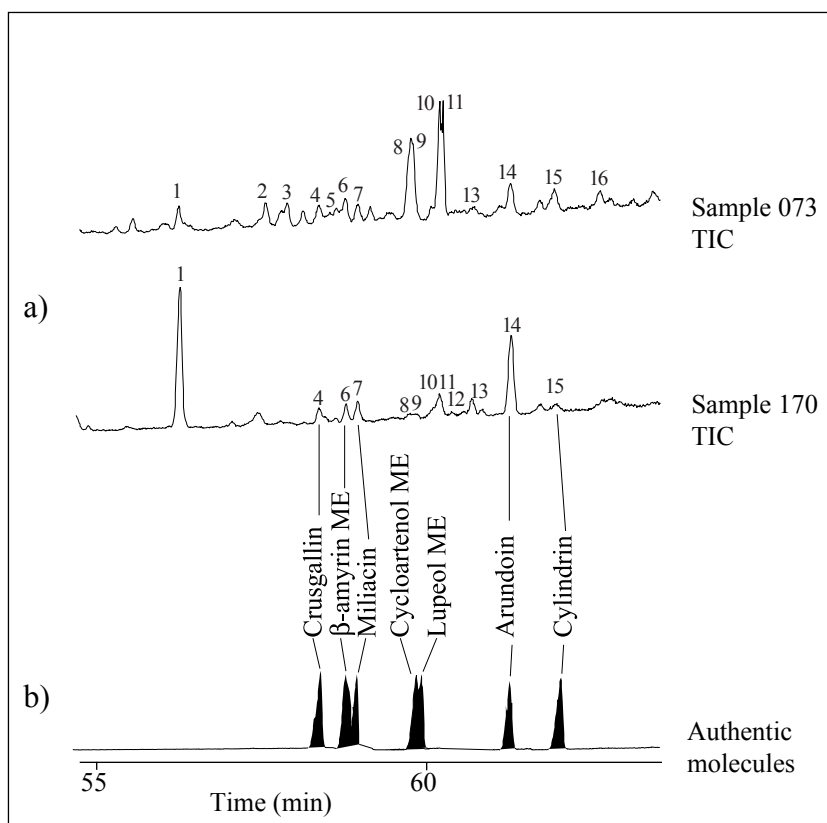 10 11
8 9
1 2 3 4 5 6 7 13 14 15 16
Sample 073
TIC
a)
1
14
4 6 7 8 9 10 11 12 13 15
Sample 170
TIC
Crusgallin
β-amyrin ME
Miliacin
Cycloartenol ME
Lupeol ME
Arundoin
Cylindrin
b)
Authentic
molecules
55 60
Time (min)